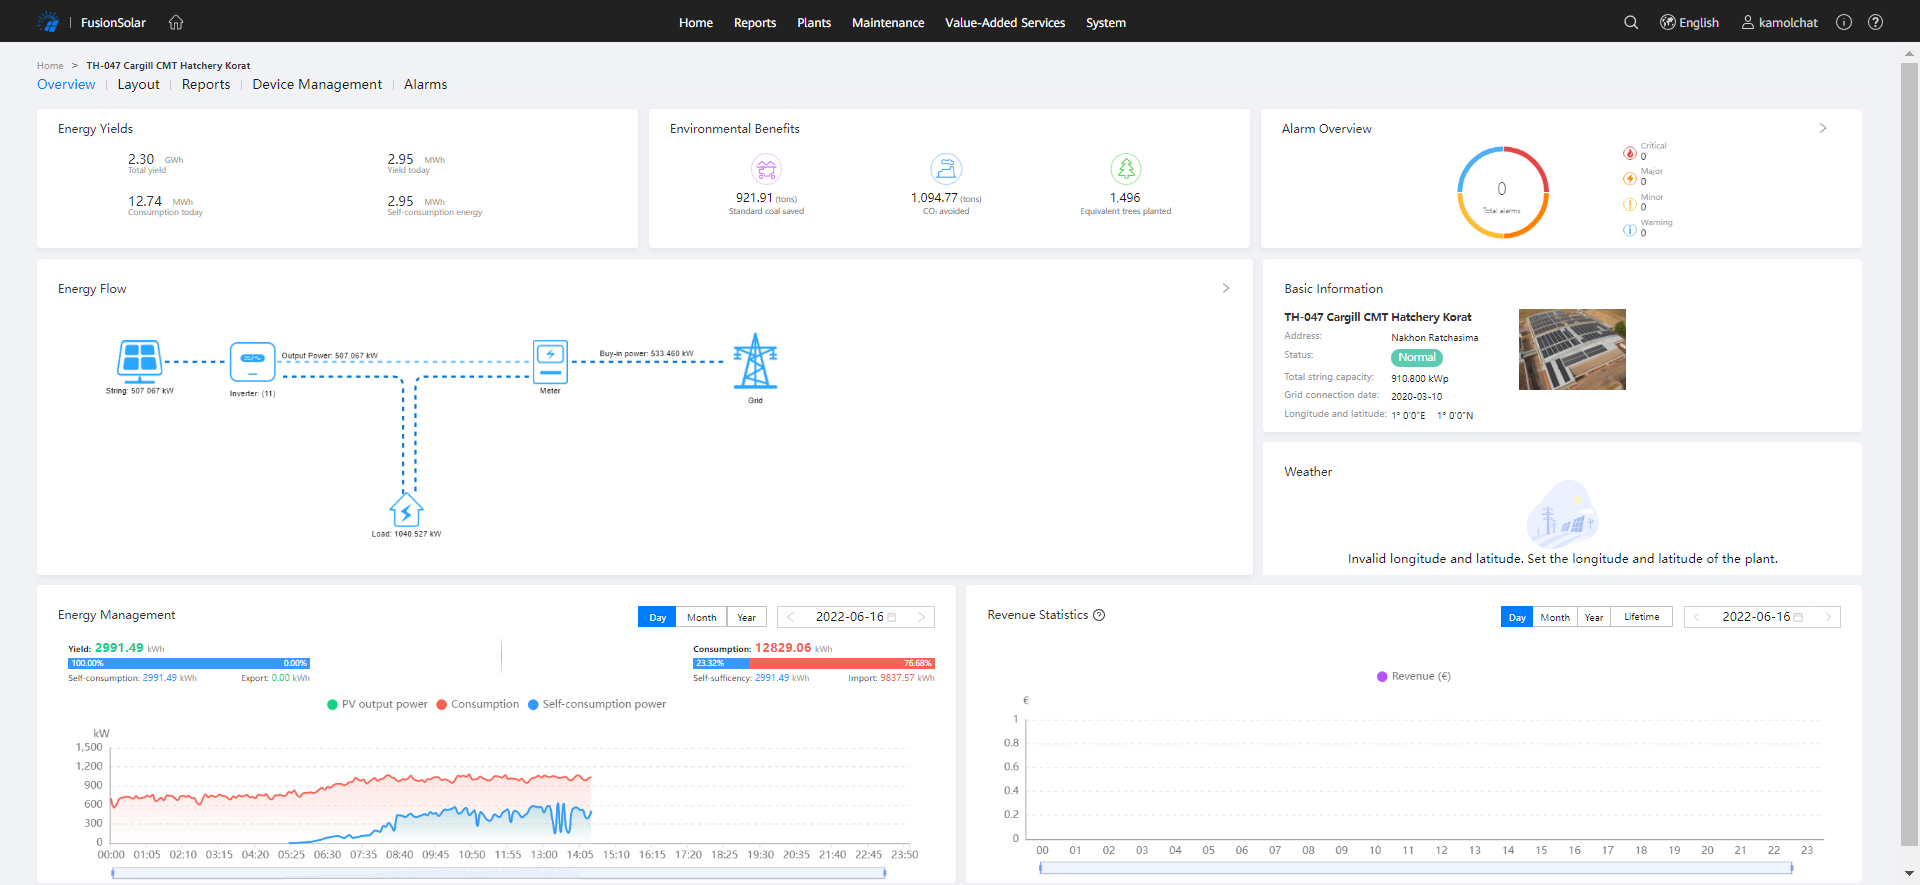 FusionSolar
Home Reports Plants Maintenance Value-Added Services System
English kamolchat
Home > TH-047 Cargill CMT Hatchery Korat
Overview | Layout | Reports | Device Management | Alarms
Energy Yields
2.30 GWh
Total yield
2.95 MWh
Yield today
12.74 MWh
Consumption today
2.95 MWh
Self-consumption energy
Environmental Benefits
921.91 (tons)
Standard coal saved
1,094.77 (tons)
CO₂ avoided
1,496
Equivalent trees planted
Alarm Overview
0
Total alarms
Critical
0
Major
0
Minor
0
Warning
0
Energy Flow
String: 507.067 kW
Inverter: (11)
Output Power: 507.067 kW
Meter
Buy-in power: 533.460 kW
Grid
Load: 1040.527 kW
Basic Information
TH-047 Cargill CMT Hatchery Korat
Address: Nakhon Ratchasima
Status: Normal
Total string capacity: 910.800 kWp
Grid connection date: 2020-03-10
Longitude and latitude: 1° 0'0"E 1° 0'0"N
Weather
Invalid longitude and latitude. Set the longitude and latitude of the plant.
Energy Management
Day Month Year
2022-06-16
Yield: 2991.49 kWh
100.00% 0.00%
Self-consumption: 2991.49 kWh Export: 0.00 kWh
Consumption: 12829.06 kWh
23.32% 76.68%
Self-sufficency: 2991.49 kWh Import: 9837.57 kWh
PV output power Consumption Self-consumption power
kW
1,500
1,200
900
600
300
0
00:00 01:05 02:10 03:15 04:20 05:25 06:30 07:35 08:40 09:45 10:50 11:55 13:00 14:05 15:10 16:15 17:20 18:25 19:30 20:35 21:40 22:45 23:50
Revenue Statistics
Day Month Year Lifetime
2022-06-16
Revenue (€)
€
1
0.8
0.6
0.4
0.2
0
00 01 02 03 04 05 06 07 08 09 10 11 12 13 14 15 16 17 18 19 20 21 22 23